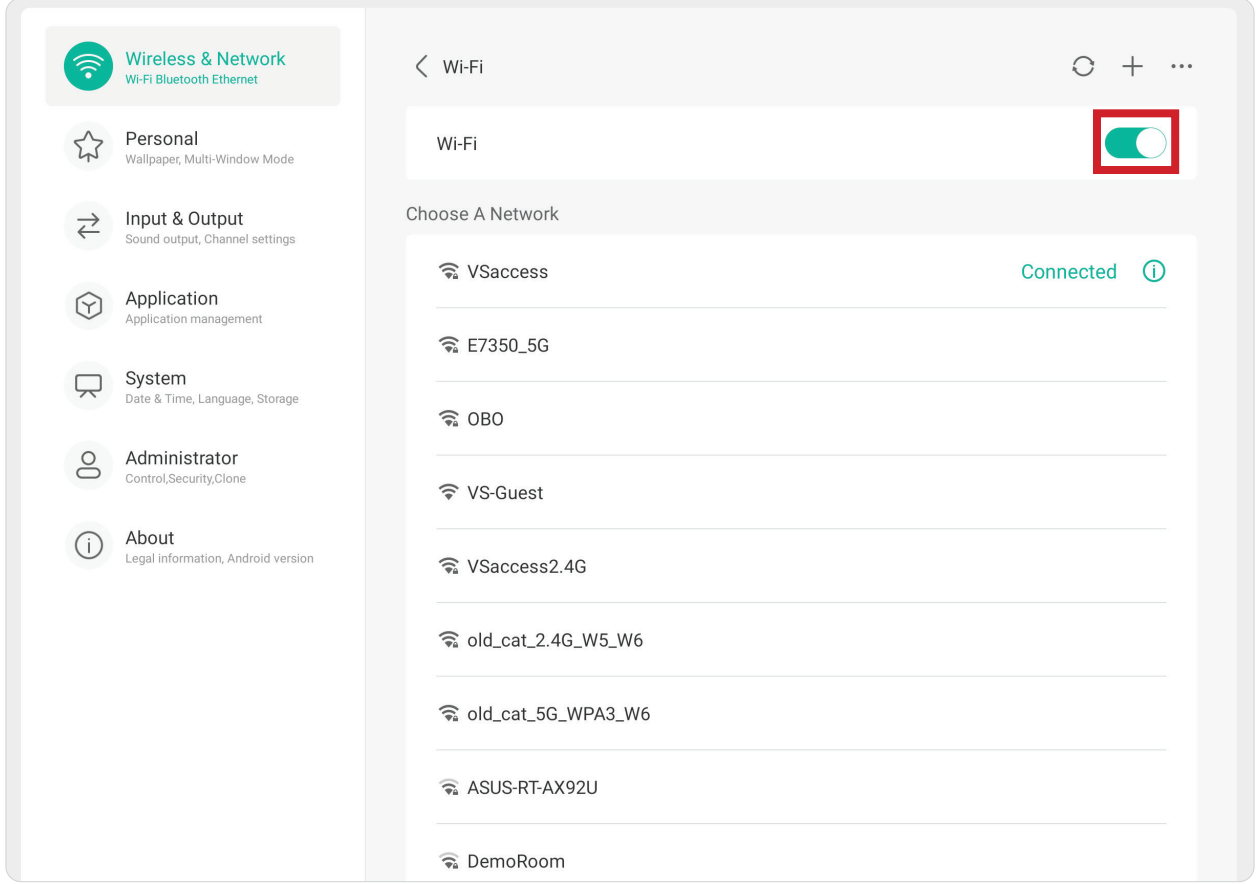 Wireless & Network
Wi-Fi Bluetooth Ethernet
Personal
Wallpaper, Multi-Window Mode
Input & Output
Sound output, Channel settings
Application
Application management
System
Date & Time, Language, Storage
Administrator
Control,Security,Clone
About
Legal information, Android version
Wi-Fi
Wi-Fi
Choose A Network
VSaccess Connected
E7350_5G
OBO
VS-Guest
VSaccess2.4G
old_cat_2.4G_W5_W6
old_cat_5G_WPA3_W6
ASUS-RT-AX92U
DemoRoom